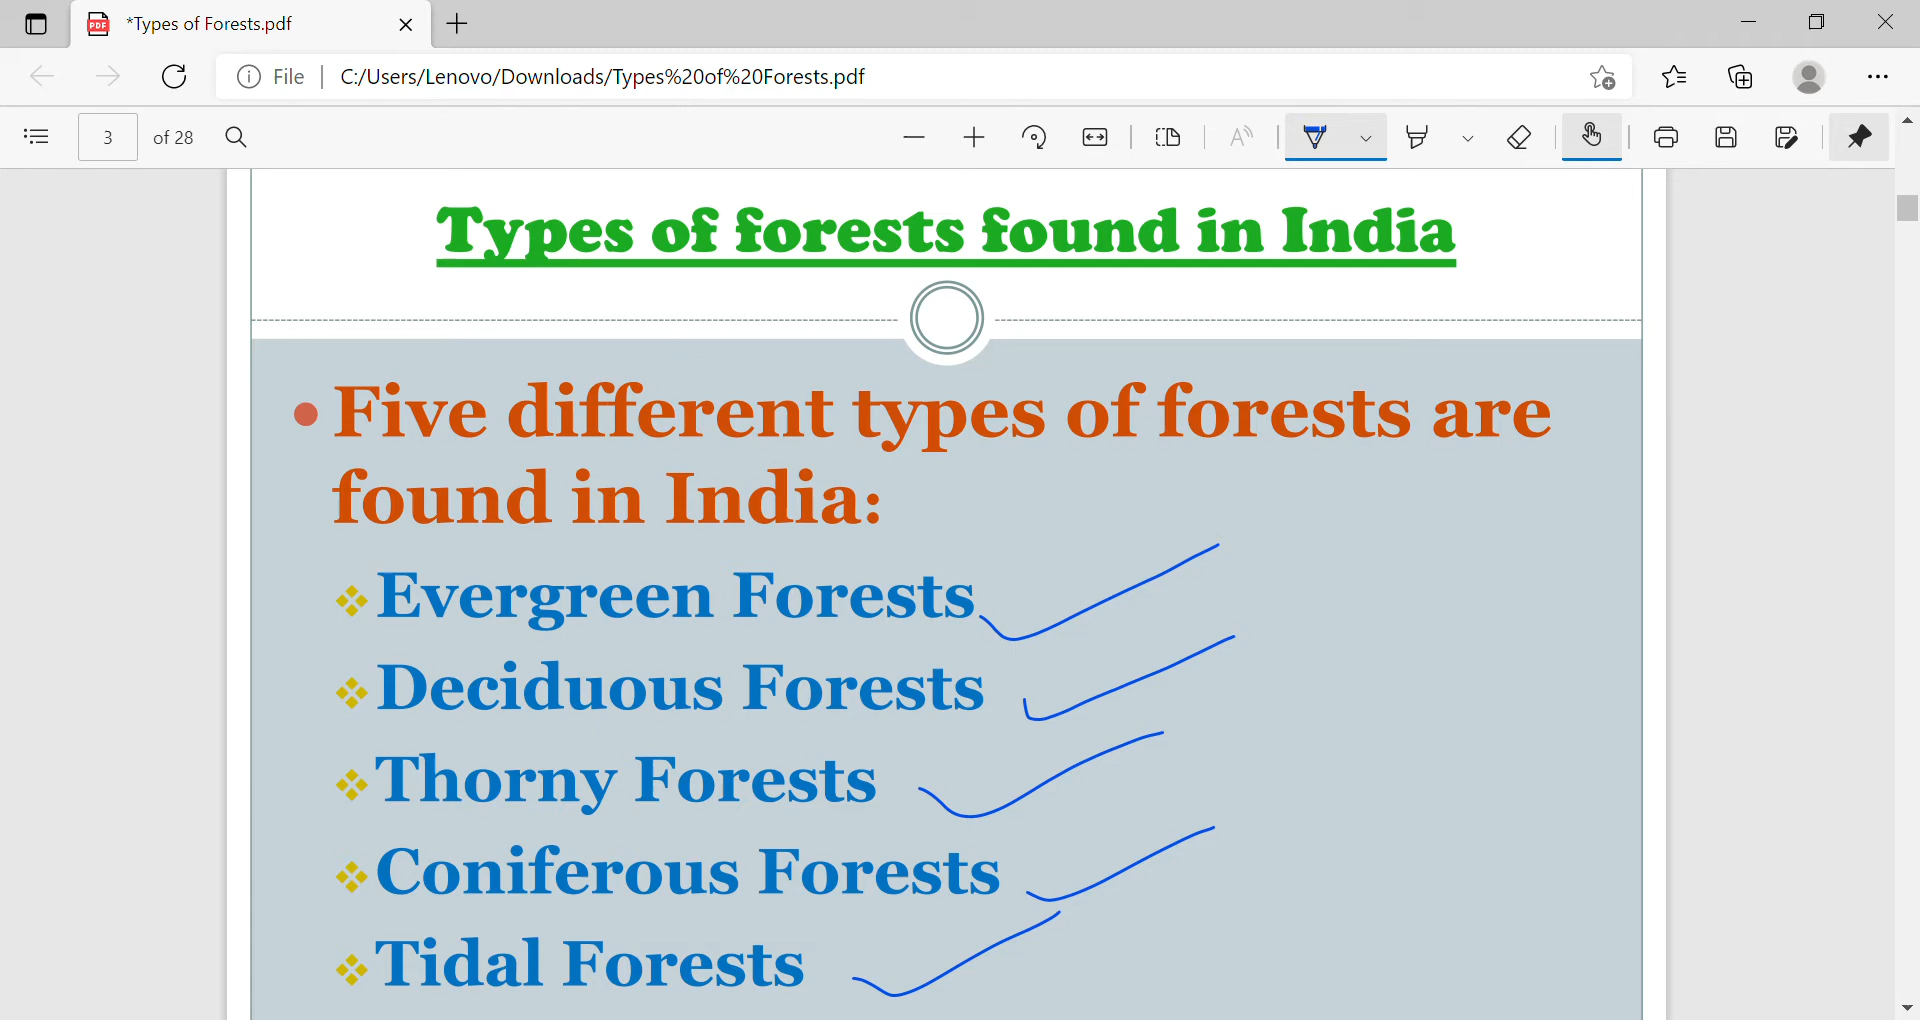 *Types of Forests.pdf
File C:/Users/Lenovo/Downloads/Types%20of%20Forests.pdf
3 of 28
Types of forests found in India
• Five different types of forests are
found in India:
❖ Evergreen Forests
❖ Deciduous Forests
❖ Thorny Forests
❖ Coniferous Forests
❖ Tidal Forests